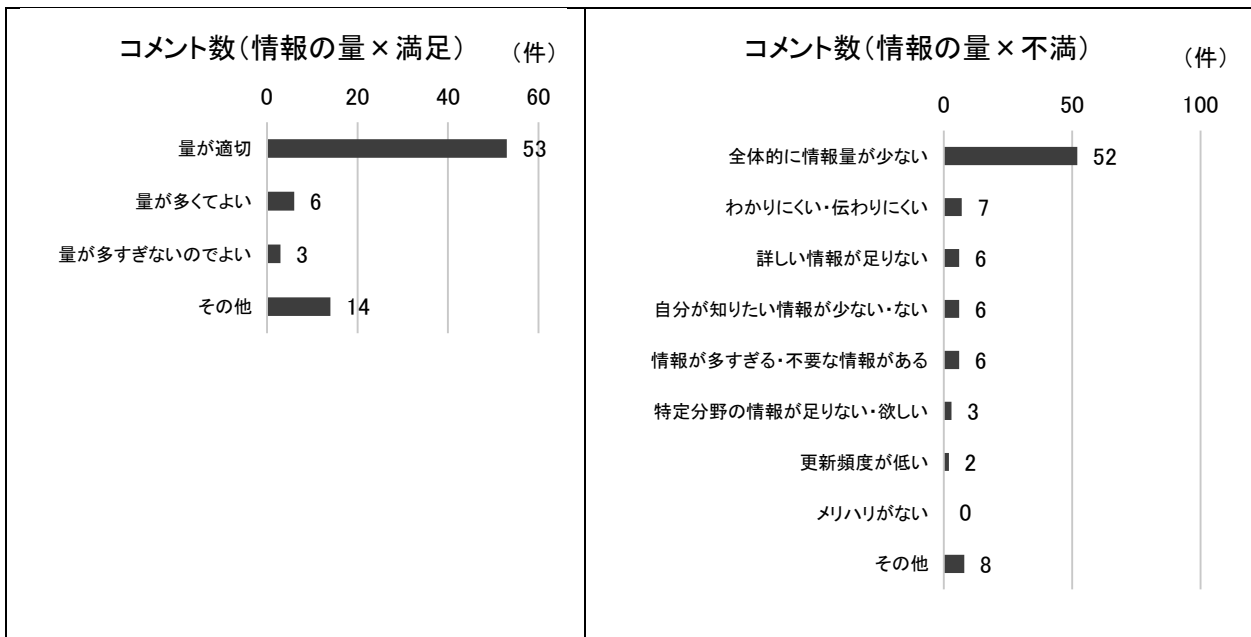 コメント数(情報の量×満足) (件)
0 20 40 60
量が適切 53
量が多くてよい 6
量が多すぎないのでよい 3
その他 14
コメント数(情報の量×不満) (件)
0 50 100
全体的に情報量が少ない 52
わかりにくい・伝わりにくい 7
詳しい情報が足りない 6
自分が知りたい情報が少ない・ない 6
情報が多すぎる・不要な情報がある 6
特定分野の情報が足りない・欲しい 3
更新頻度が低い 2
メリハリがない 0
その他 8